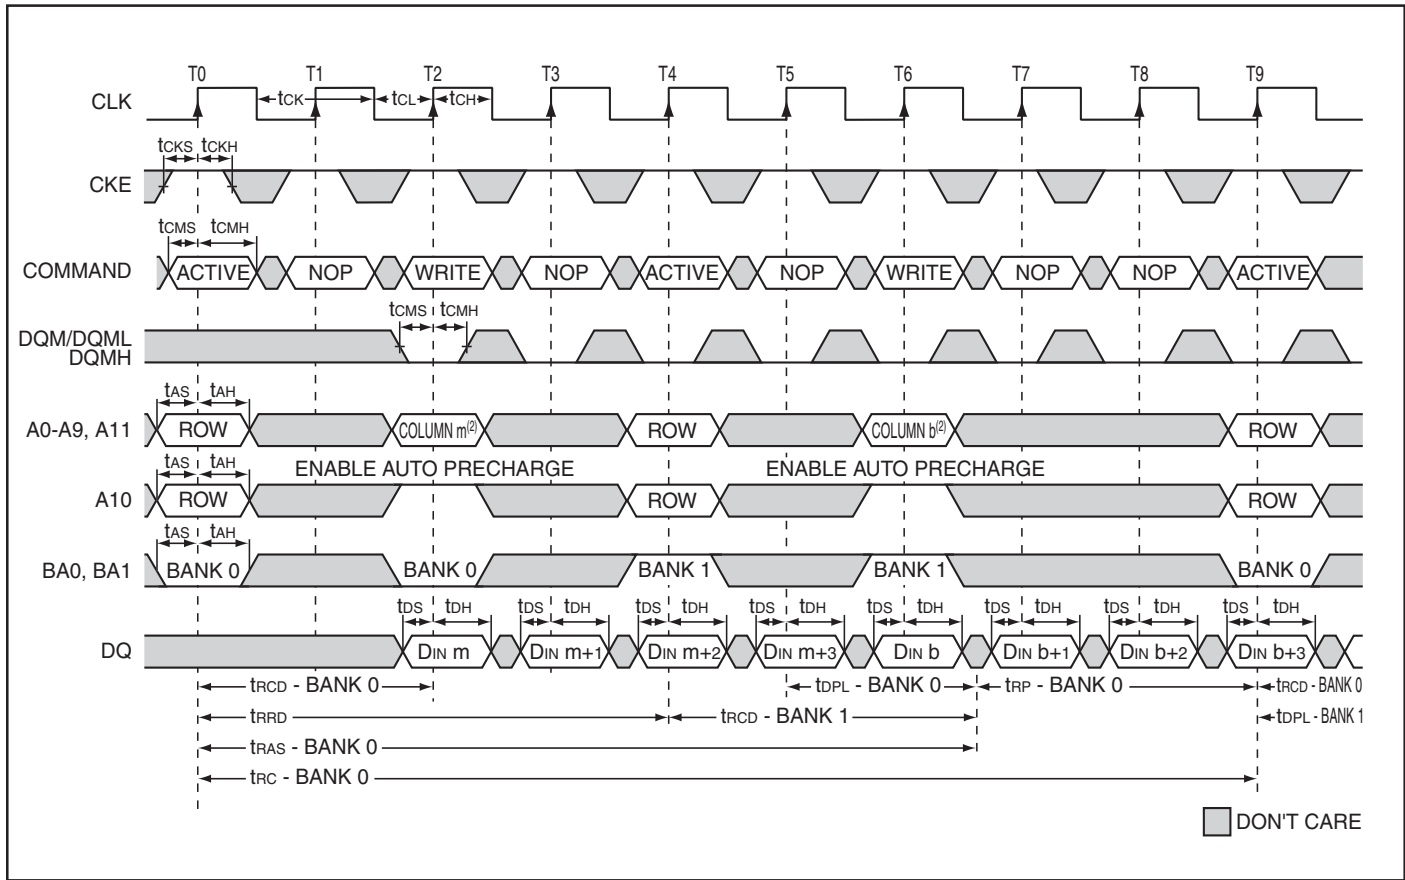 T0 T1 T2 T3 T4 T5 T6 T7 T8 T9
CLK tCK tCL tCH
tCKS tCKH
CKE
tCMS tCMH
COMMAND ACTIVE NOP WRITE NOP ACTIVE NOP WRITE NOP NOP ACTIVE
tCMS tCMH
DQM/DQML
DQMH
tAS tAH
A0-A9, A11 ROW COLUMN m(2) ROW COLUMN b(2) ROW
tAS tAH ENABLE AUTO PRECHARGE ENABLE AUTO PRECHARGE
A10 ROW ROW ROW
tAS tAH
BA0, BA1 BANK 0 BANK 0 BANK 1 BANK 1 BANK 0
tDS tDH tDS tDH tDS tDH tDS tDH tDS tDH tDS tDH tDS tDH tDS tDH
DQ DIN m DIN m+1 DIN m+2 DIN m+3 DIN b DIN b+1 DIN b+2 DIN b+3
tRCD - BANK 0 tDPL - BANK 0 tRP - BANK 0 tRCD - BANK 0
tRRD tRCD - BANK 1 tDPL - BANK 1
tRAS - BANK 0
tRC - BANK 0
DON'T CARE